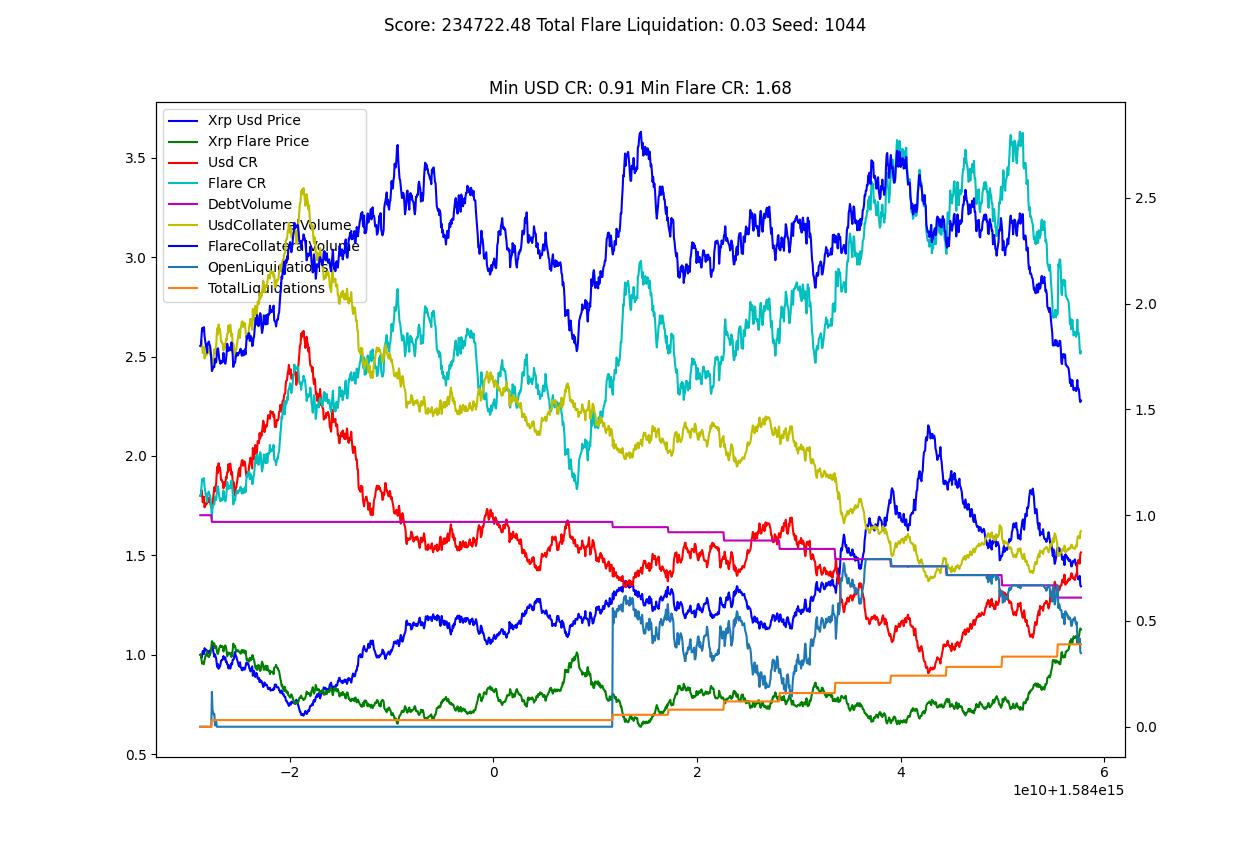 Score: 234722.48 Total Flare Liquidation: 0.03 Seed: 1044
Min USD CR: 0.91 Min Flare CR: 1.68
Xrp Usd Price
Xrp Flare Price
Usd CR
Flare CR
DebtVolume
UsdCollateralVolume
FlareCollateralVolume
OpenLiquidations
TotalLiquidations
3.5
3.0
2.5
2.0
1.5
1.0
0.5
2.5
2.0
1.5
1.0
0.5
0.0
−2 0 2 4 6
1e10+1.584e15